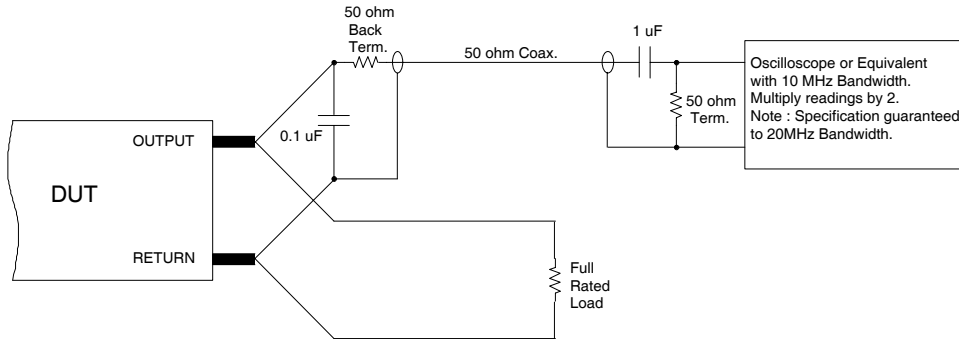 50 ohm
Back
Term.
50 ohm Coax.
1 uF
Oscilloscope or Equivalent
with 10 MHz Bandwidth.
Multiply readings by 2.
Note : Specification guaranteed
to 20MHz Bandwidth.
50 ohm
Term.
0.1 uF
OUTPUT
DUT
RETURN
Full
Rated
Load